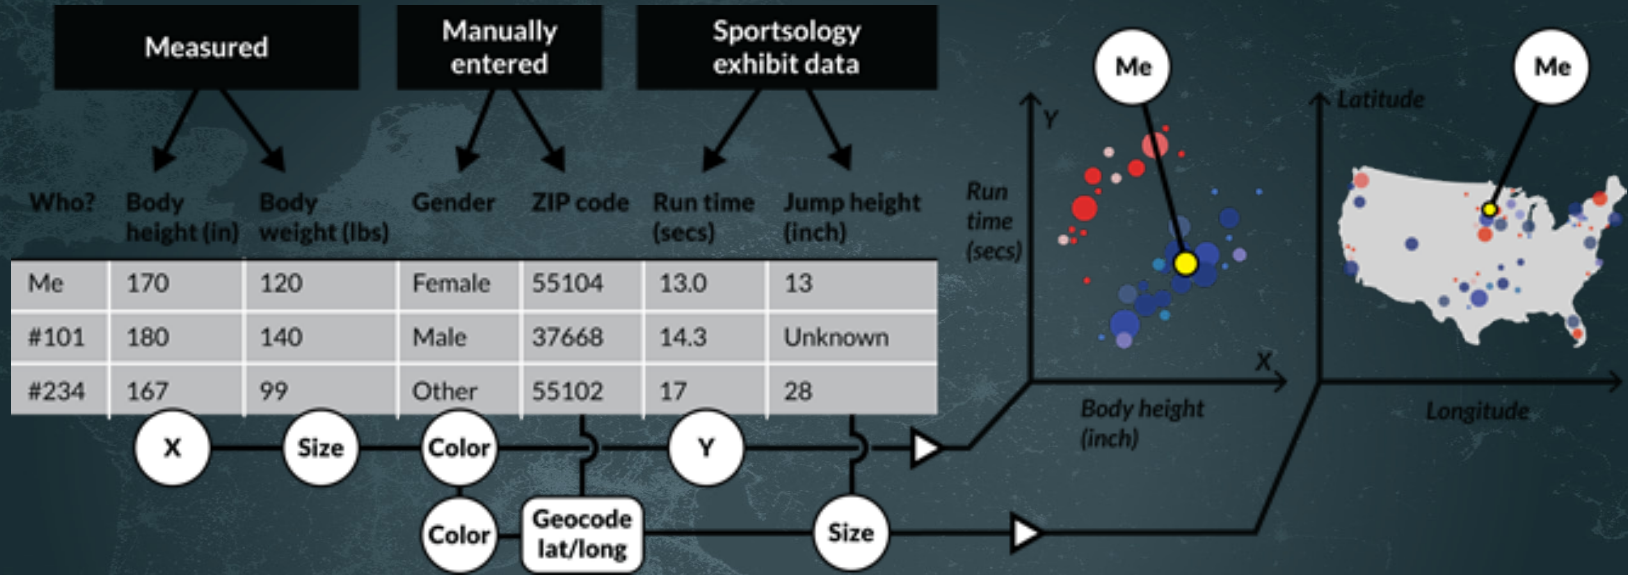 Measured
Manually
entered
Sportsology
exhibit data
Who?
Body
height (in)
Body
weight (lbs)
Gender
ZIP code
Run time
(secs)
Jump height
(inch)
Me 170 120 Female 55104 13.0 13
#101 180 140 Male 37668 14.3 Unknown
#234 167 99 Other 55102 17 28
X
Size
Color
Y
Color
Geocode
lat/long
Size
Me
Y
Run
time
(secs)
X
Body height
(inch)
Me
Latitude
Longitude